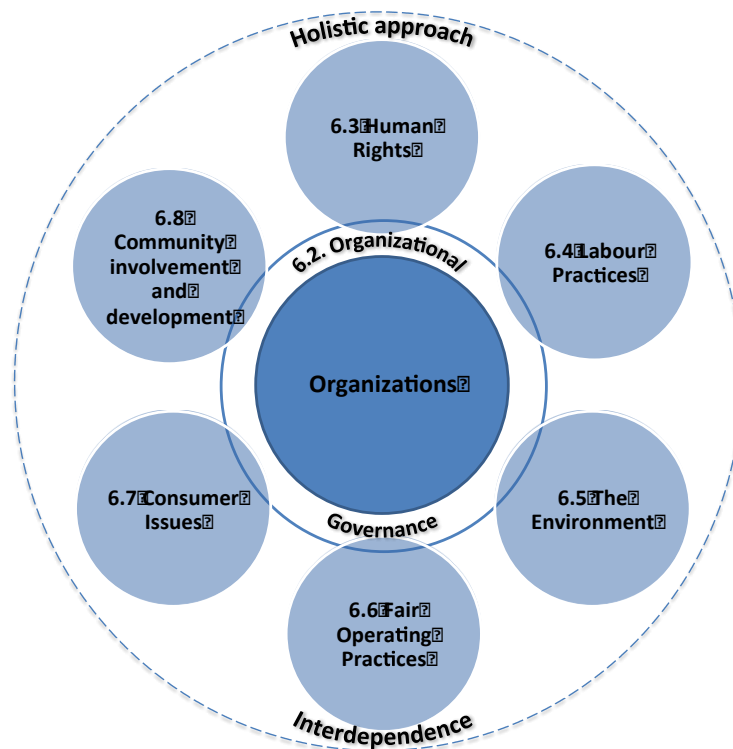 Holistic approach
6.3 Human
Rights
6.8
Community
involvement
and
development
6.2. Organizational
6.4 Labour
Practices
Organizations
6.7 Consumer
Issues
6.5 The
Environment
Governance
6.6 Fair
Operating
Practices
Interdependence